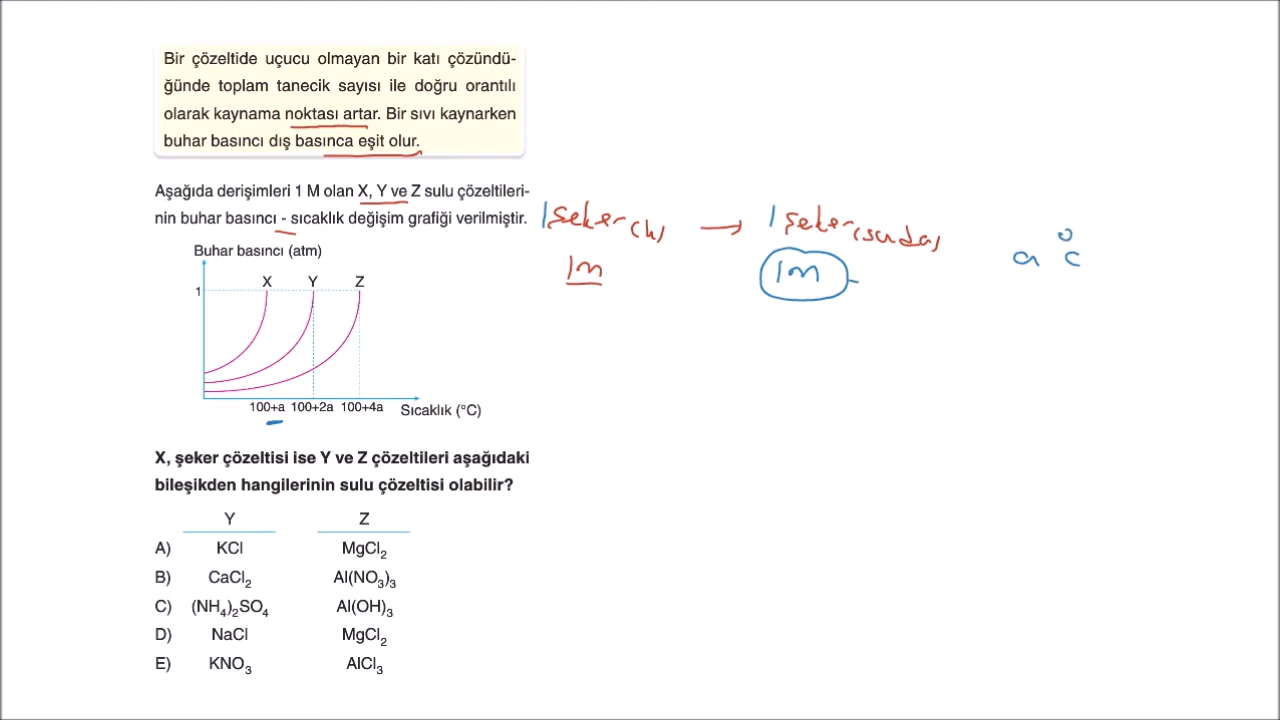 Bir çözeltide uçucu olmayan bir katı çözündü-
ğünde toplam tanecik sayısı ile doğru orantılı
olarak kaynama noktası artar. Bir sıvı kaynarken
buhar basıncı dış basınca eşit olur.
Aşağıda derişimleri 1 M olan X, Y ve Z sulu çözeltileri-
nin buhar basıncı - sıcaklık değişim grafiği verilmiştir.
1 şeker(k) → 1 şeker(suda)
1m 1m a °c
Buhar basıncı (atm)
X Y Z
1
100+a 100+2a 100+4a Sıcaklık (°C)
X, şeker çözeltisi ise Y ve Z çözeltileri aşağıdaki
bileşikden hangilerinin sulu çözeltisi olabilir?
Y Z
A) KCl MgCl₂
B) CaCl₂ Al(NO₃)₃
C) (NH₄)₂SO₄ Al(OH)₃
D) NaCl MgCl₂
E) KNO₃ AlCl₃